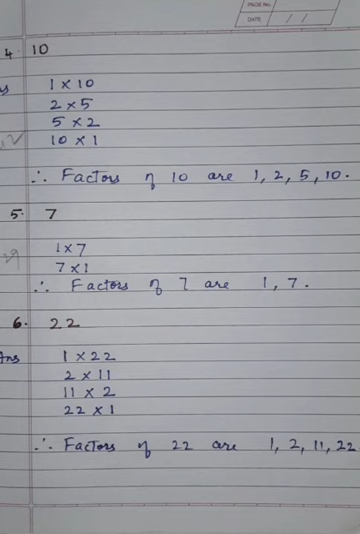 PAGE No.
DATE / /
4. 10
1 × 10
2 × 5
5 × 2
10 × 1
∴ Factors of 10 are 1, 2, 5, 10.
5. 7
1×7
7×1
∴ Factors of 7 are 1, 7.
6. 22
Ans
1 × 22
2 × 11
11 × 2
22 × 1
∴ Factors of 22 are 1, 2, 11, 22